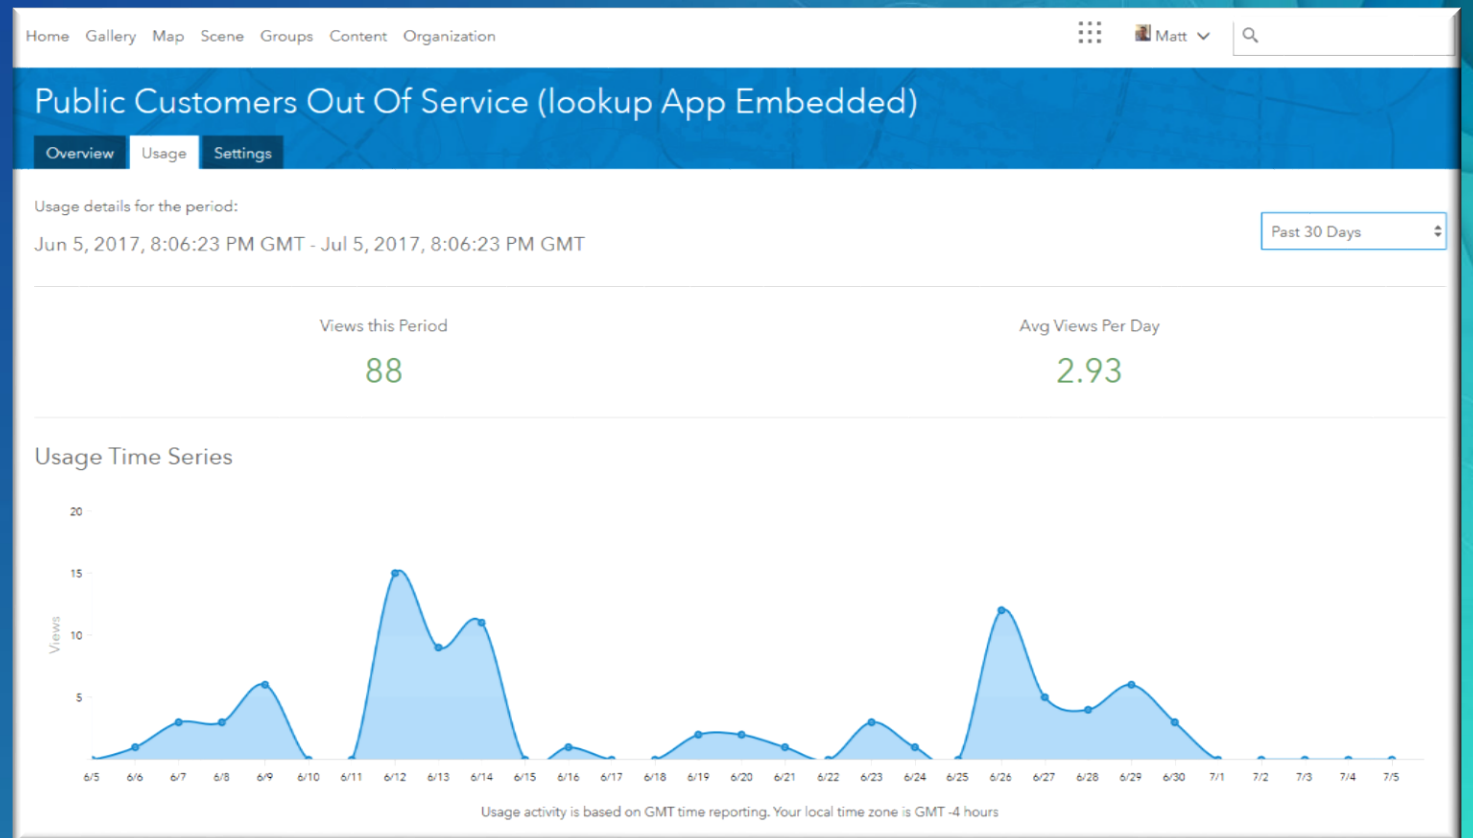 Home Gallery Map Scene Groups Content Organization Matt
Public Customers Out Of Service (lookup App Embedded)
Overview Usage Settings
Usage details for the period:
Jun 5, 2017, 8:06:23 PM GMT - Jul 5, 2017, 8:06:23 PM GMT
Past 30 Days
Views this Period Avg Views Per Day
88 2.93
Usage Time Series
20
15
10
5
Views
6/5 6/6 6/7 6/8 6/9 6/10 6/11 6/12 6/13 6/14 6/15 6/16 6/17 6/18 6/19 6/20 6/21 6/22 6/23 6/24 6/25 6/26 6/27 6/28 6/29 6/30 7/1 7/2 7/3 7/4 7/5
Usage activity is based on GMT time reporting. Your local time zone is GMT -4 hours